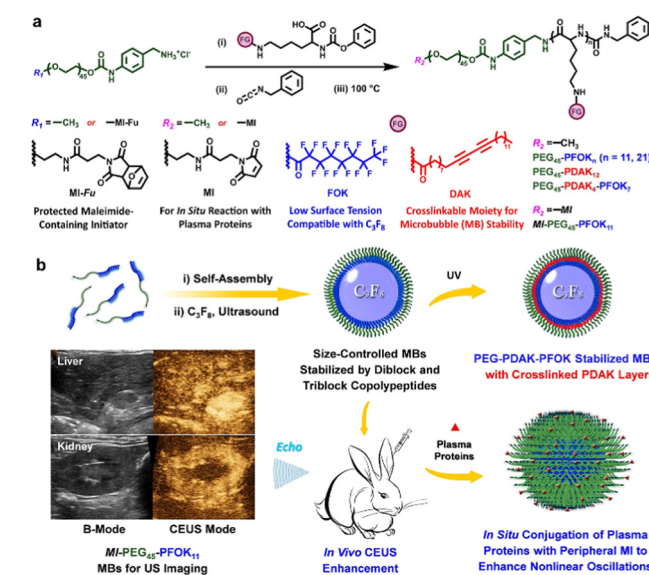 a
R₁
O
45
O
O
N
H
NH₃⁺Cl⁻
(i)
FG
HN
HO
O
N
H
O
O
(ii)
O=C=N
(iii) 100 °C
R₂
O
45
O
O
N
H
H
N
O
H
N
n
O
H
N
NH
FG
R₁ = —CH₃ or —MI-Fu
R₂ = —CH₃ or —MI
FG
MI-Fu
MI
FOK
DAK
Protected Maleimide-
Containing Initiator
For In Situ Reaction with
Plasma Proteins
Low Surface Tension
Compatible with C₃F₈
Crosslinkable Moiety for
Microbubble (MB) Stability
R₂ = —CH₃
PEG₄₅-PFOKₙ (n = 11, 21)
PEG₄₅-PDAK₁₂
PEG₄₅-PDAK₄-PFOK₇
R₂ = —MI
MI-PEG₄₅-PFOK₁₁
b
i) Self-Assembly
ii) C₃F₈, Ultrasound
C₃F₈
UV
C₃F₈
Size-Controlled MBs
Stabilized by Diblock and
Triblock Copolypeptides
PEG-PDAK-PFOK Stabilized MB
with Crosslinked PDAK Layer
Liver
Kidney
B-Mode
CEUS Mode
MI-PEG₄₅-PFOK₁₁
MBs for US Imaging
Echo
In Vivo CEUS
Enhancement
Plasma
Proteins
In Situ Conjugation of Plasma
Proteins with Peripheral MI to
Enhance Nonlinear Oscillations